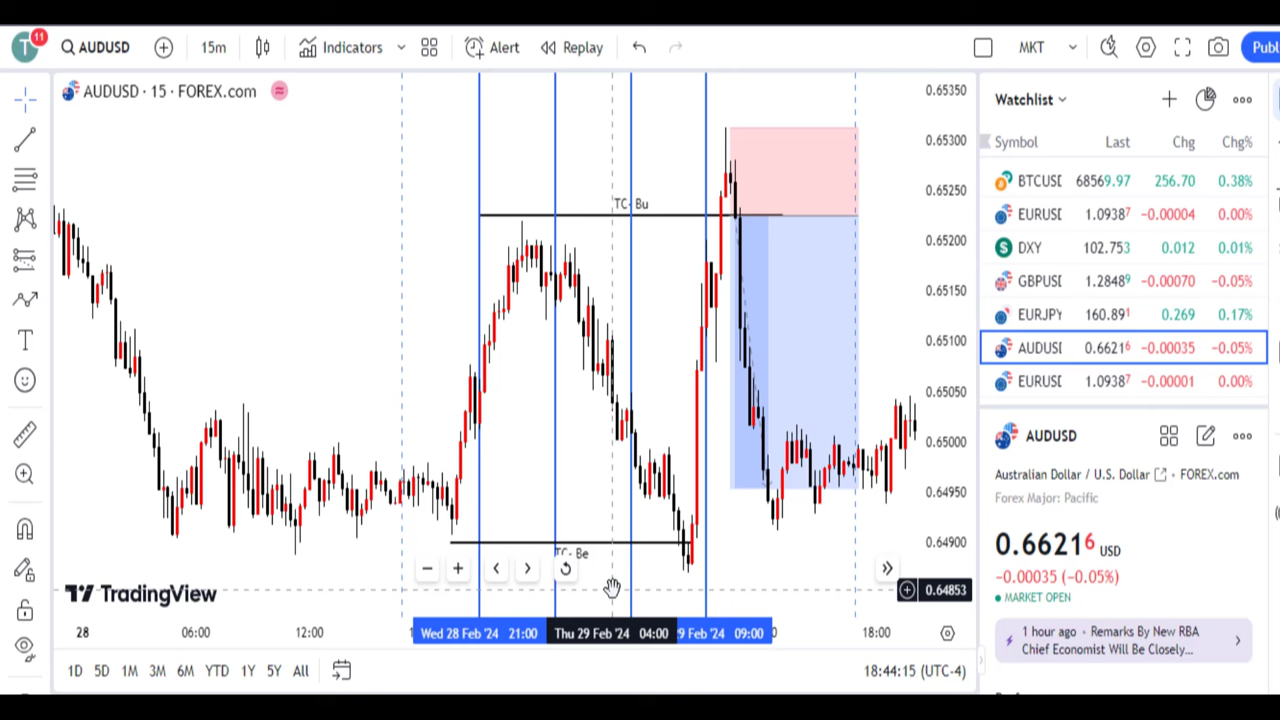 T 11 AUDUSD 15m Indicators Alert Replay MKT Publ
AUDUSD · 15 · FOREX.com
0.65350
0.65300
0.65250
0.65200
0.65150
0.65100
0.65050
0.65000
0.64950
0.64900
0.64853
TC- Bu
TC- Be
TradingView
28 06:00 12:00 Wed 28 Feb '24 21:00 Thu 29 Feb '24 04:00 9 Feb '24 09:00 18:00
1D 5D 1M 3M 6M YTD 1Y 5Y All 18:44:15 (UTC-4)
Watchlist
Symbol Last Chg Chg%
BTCUSD 68569.97 256.70 0.38%
EURUSD 1.09387 -0.00004 0.00%
DXY 102.753 0.012 0.01%
GBPUSD 1.28489 -0.00070 -0.05%
EURJPY 160.891 0.269 0.17%
AUDUSD 0.66216 -0.00035 -0.05%
EURUSD 1.09387 -0.00001 0.00%
AUDUSD
Australian Dollar / U.S. Dollar • FOREX.com
Forex Major: Pacific
0.66216 USD
-0.00035 (-0.05%)
MARKET OPEN
1 hour ago • Remarks By New RBA
Chief Economist Will Be Closely...